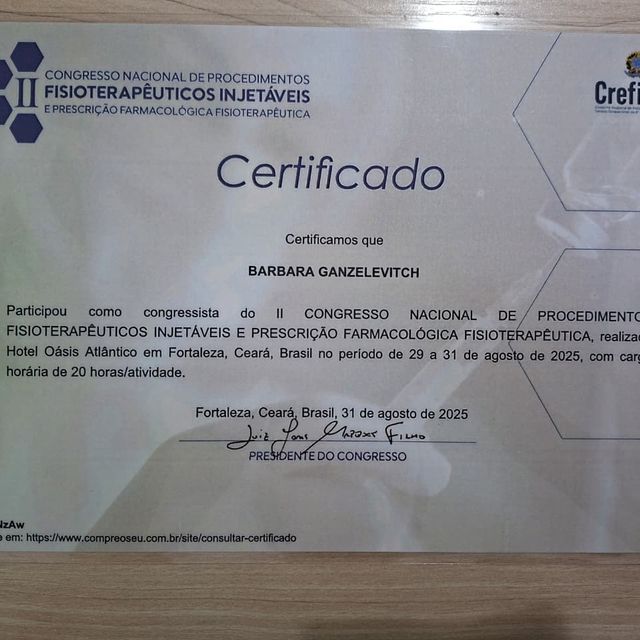 II
CONGRESSO NACIONAL DE PROCEDIMENTOS
FISIOTERAPÊUTICOS INJETÁVEIS
E PRESCRIÇÃO FARMACOLÓGICA FISIOTERAPÊUTICA
Crefi
Certificado
Certificamos que
BARBARA GANZELEVITCH
Participou como congressista do II CONGRESSO NACIONAL DE PROCEDIMENTO
FISIOTERAPÊUTICOS INJETÁVEIS E PRESCRIÇÃO FARMACOLÓGICA FISIOTERAPÊUTICA, realizad
Hotel Oásis Atlântico em Fortaleza, Ceará, Brasil no período de 29 a 31 de agosto de 2025, com carg
horária de 20 horas/atividade.
Fortaleza, Ceará, Brasil, 31 de agosto de 2025
PRESIDENTE DO CONGRESSO
NzAw
e em: https://www.compreoseu.com.br/site/consultar-certificado